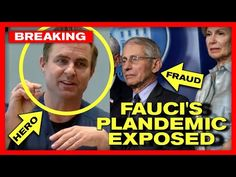 BREAKING
FRAUD
HERO
FAUCI'S
PLANDEMIC
EXPOSED